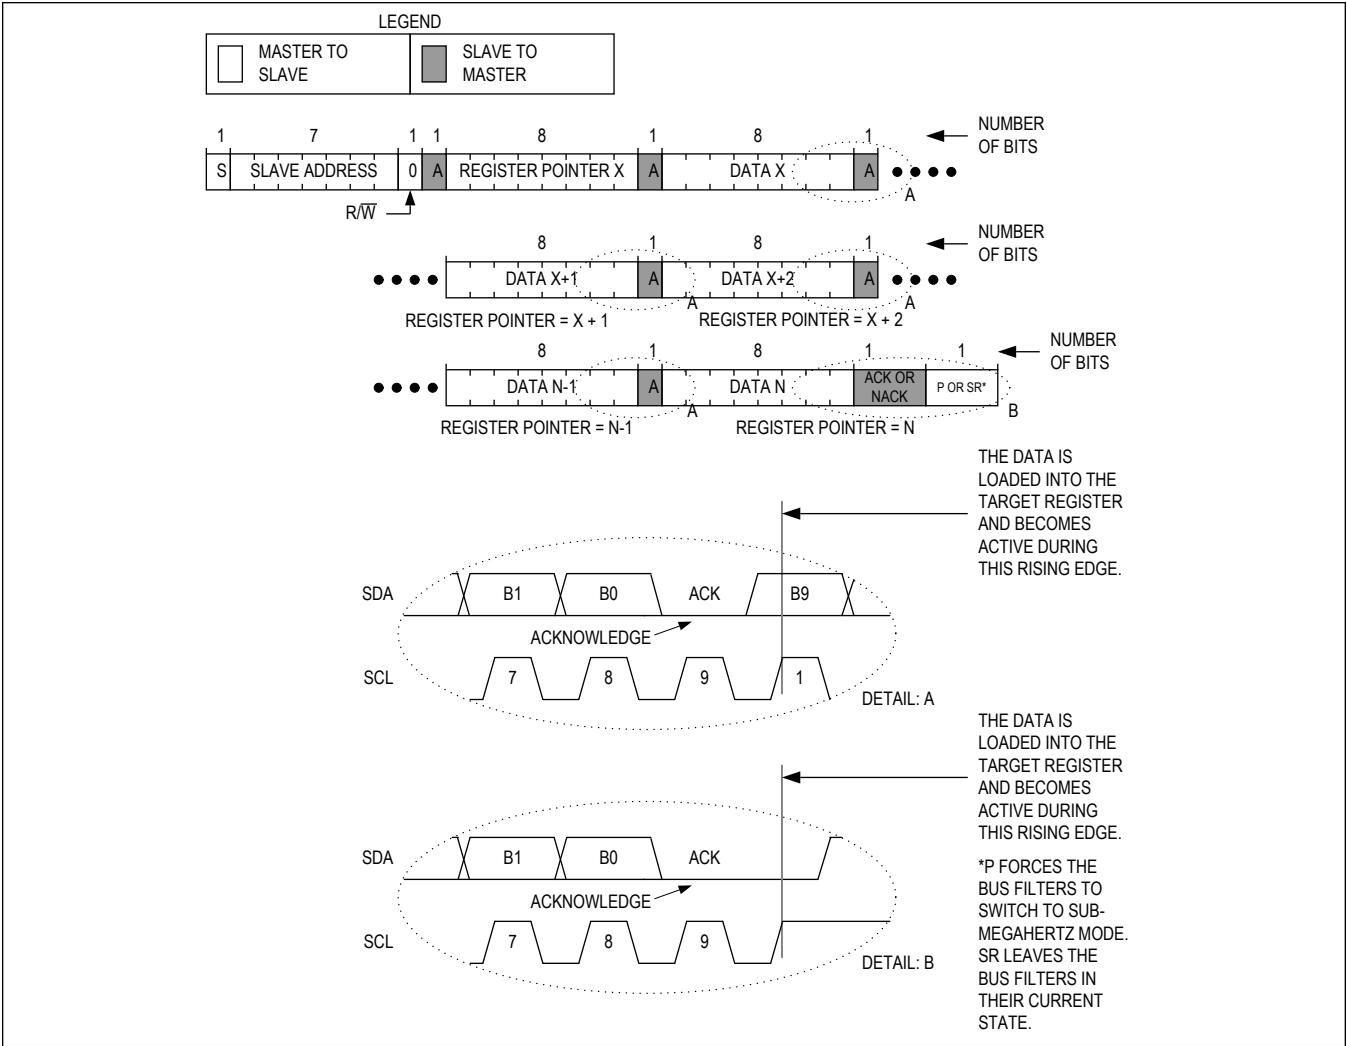 LEGEND
MASTER TO
SLAVE
SLAVE TO
MASTER
1 7 1 1 8 1 8 1
NUMBER
OF BITS
S SLAVE ADDRESS 0 A REGISTER POINTER X A DATA X A
A
R/W̅
8 1 8 1
NUMBER
OF BITS
DATA X+1 A DATA X+2 A
A A
REGISTER POINTER = X + 1 REGISTER POINTER = X + 2
8 1 8 1 1
NUMBER
OF BITS
DATA N-1 A DATA N ACK OR NACK P OR SR*
A B
REGISTER POINTER = N-1 REGISTER POINTER = N
THE DATA IS
LOADED INTO THE
TARGET REGISTER
AND BECOMES
ACTIVE DURING
THIS RISING EDGE.
SDA B1 B0 ACK B9
ACKNOWLEDGE
SCL 7 8 9 1
DETAIL: A
THE DATA IS
LOADED INTO THE
TARGET REGISTER
AND BECOMES
ACTIVE DURING
THIS RISING EDGE.
SDA B1 B0 ACK
ACKNOWLEDGE
SCL 7 8 9
DETAIL: B
*P FORCES THE
BUS FILTERS TO
SWITCH TO SUB-
MEGAHERTZ MODE.
SR LEAVES THE
BUS FILTERS IN
THEIR CURRENT
STATE.